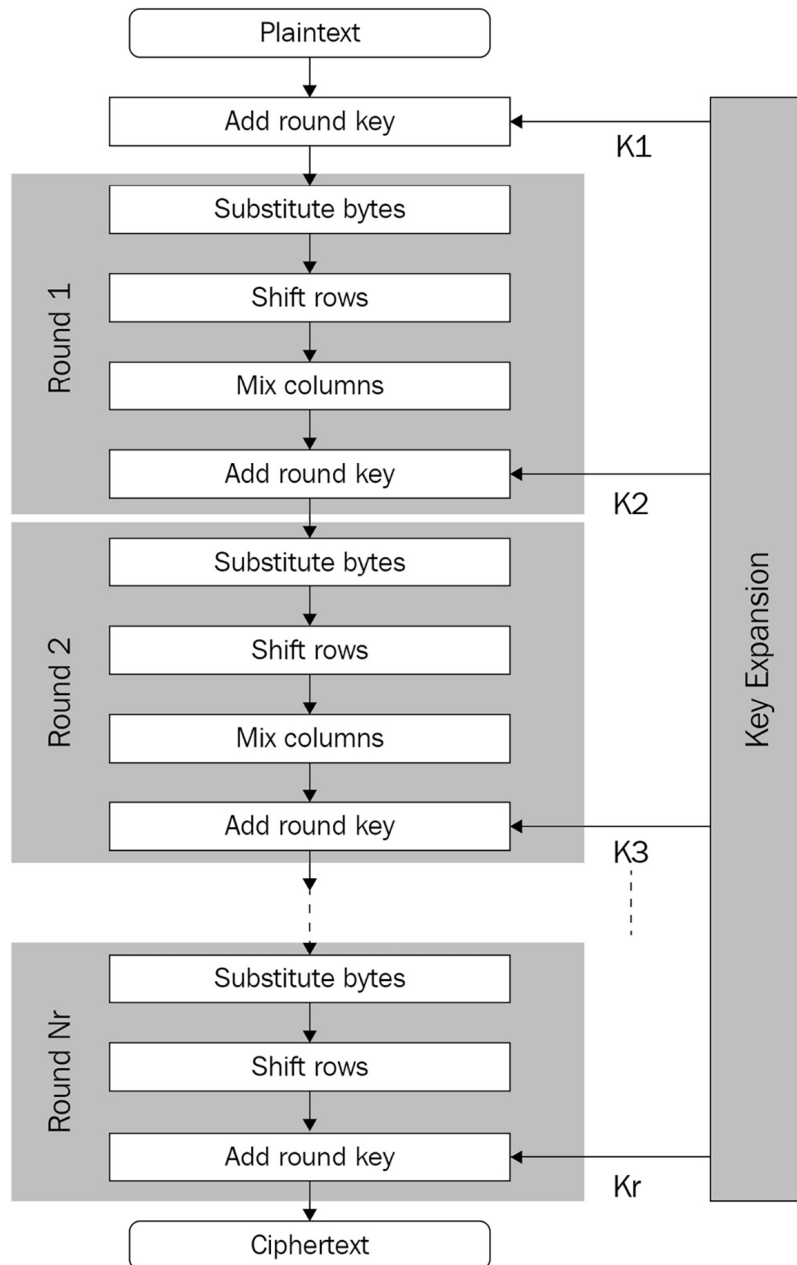 Plaintext
Add round key
K1
Round 1
Substitute bytes
Shift rows
Mix columns
Add round key
K2
Round 2
Substitute bytes
Shift rows
Mix columns
Add round key
K3
Key Expansion
Round Nr
Substitute bytes
Shift rows
Add round key
Kr
Ciphertext